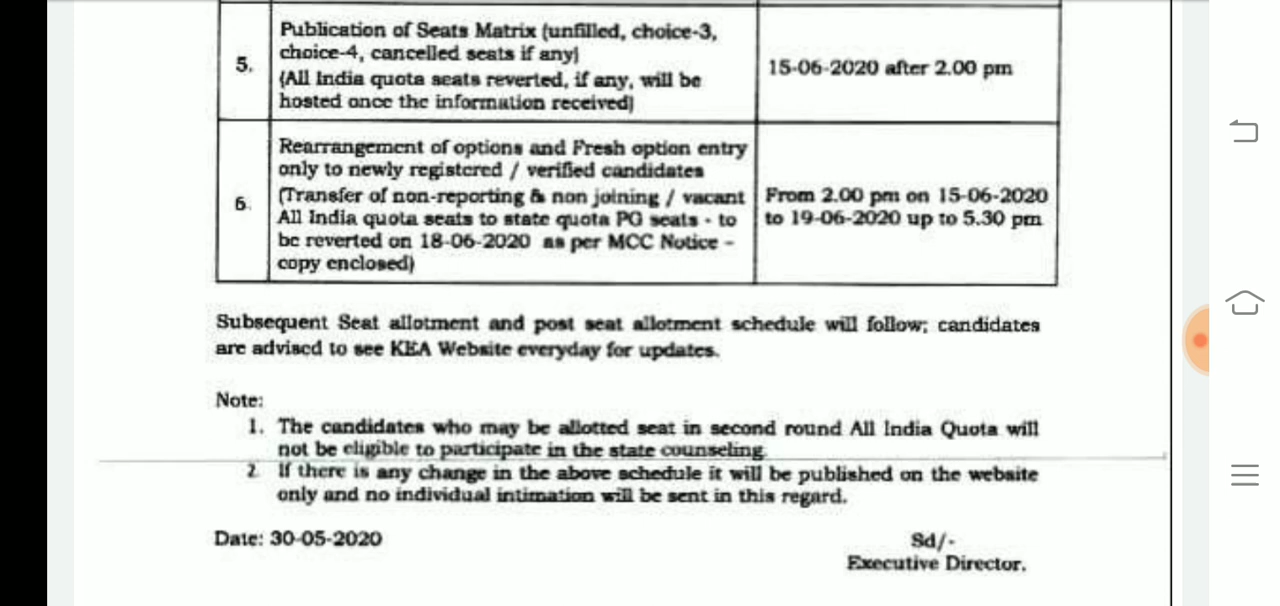 Publication of Seats Matrix (unfilled, choice-3,
choice-4, cancelled seats if any)
5.
(All India quota seats reverted, if any, will be
hosted once the information received)
15-06-2020 after 2.00 pm
Rearrangement of options and Fresh option entry
only to newly registered / verified candidates
6.
(Transfer of non-reporting & non joining / vacant
All India quota seats to state quota PG seats - to
be reverted on 18-06-2020 as per MCC Notice -
copy enclosed)
From 2.00 pm on 15-06-2020
to 19-06-2020 up to 5.30 pm
Subsequent Seat allotment and post seat allotment schedule will follow; candidates
are advised to see KEA Website everyday for updates.
Note:
1. The candidates who may be allotted seat in second round All India Quota will
not be eligible to participate in the state counseling.
2. If there is any change in the above schedule it will be published on the website
only and no individual intimation will be sent in this regard.
Date: 30-05-2020
Sd/-
Executive Director.